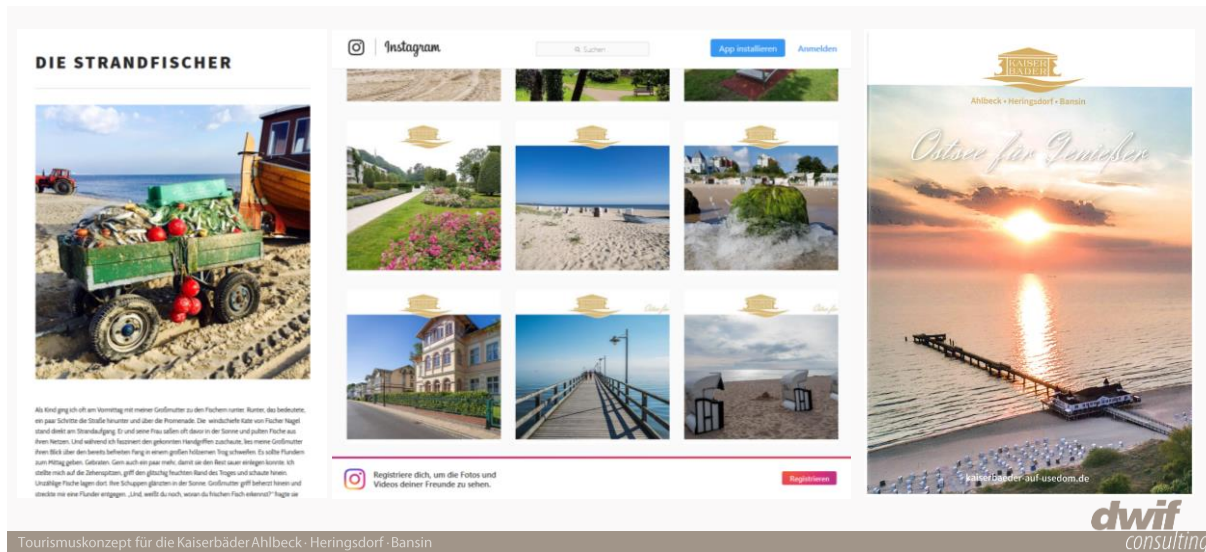 DIE STRANDFISCHER
Als Kind ging ich oft am Vormittag mit meiner Großmutter zu den Fischern runter. Runter, das bedeutete,
ein paar Schritte die Straße hinunter und über die Promenade. Die windschiefe Kate von Fischer Nagel
stand direkt am Strandaufgang. Er und seine Frau saßen oft davor in der Sonne und pulten Fische aus
ihren Netzen. Und während ich fasziniert den gekonnten Handgriffen zuschaute, lies meine Großmutter
ihren Blick über den bereits befreiten Fang in einem großen hölzernen Trog schweifen. Es sollte Flundern
zum Mittag geben. Gebraten. Gern auch ein paar mehr, damit sie den Rest sauer einlegen konnte. Ich
stellte mich auf die Zehenspitzen, griff den glitschig feuchten Rand des Troges und schaute hinein.
Unzählige Fische lagen dort. Ihre Schuppen glänzten in der Sonne. Großmutter griff beherzt hinein und
streckte mir eine Flunder entgegen. „Und, weißt du noch, woran du frischen Fisch erkennst?" fragte sie
Instagram
Suchen
App installieren
Anmelden
Registriere dich, um die Fotos und
Videos deiner Freunde zu sehen.
Registrieren
KAISER
BÄDER
Ahlbeck • Heringsdorf • Bansin
Ostsee für Genießer
kaiserbaeder-auf-usedom.de
dwif
consulting
Tourismuskonzept für die Kaiserbäder Ahlbeck · Heringsdorf · Bansin